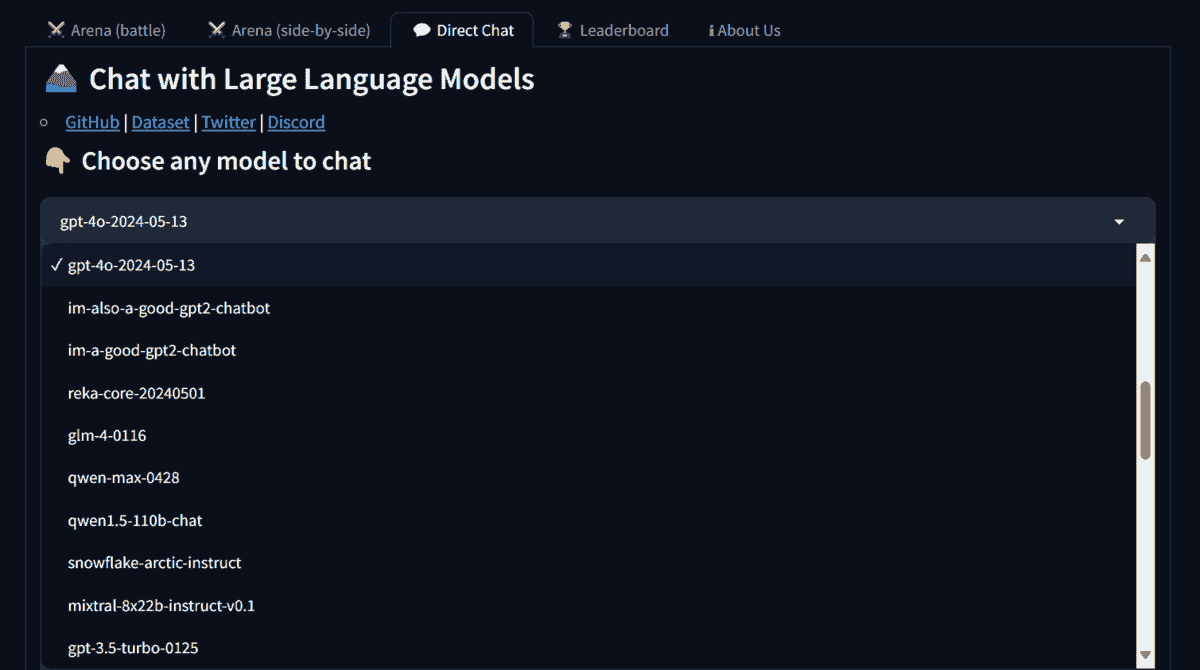 Arena (battle) Arena (side-by-side) Direct Chat Leaderboard ℹ About Us
Chat with Large Language Models
GitHub | Dataset | Twitter | Discord
Choose any model to chat
gpt-4o-2024-05-13
✓ gpt-4o-2024-05-13
im-also-a-good-gpt2-chatbot
im-a-good-gpt2-chatbot
reka-core-20240501
glm-4-0116
qwen-max-0428
qwen1.5-110b-chat
snowflake-arctic-instruct
mixtral-8x22b-instruct-v0.1
gpt-3.5-turbo-0125